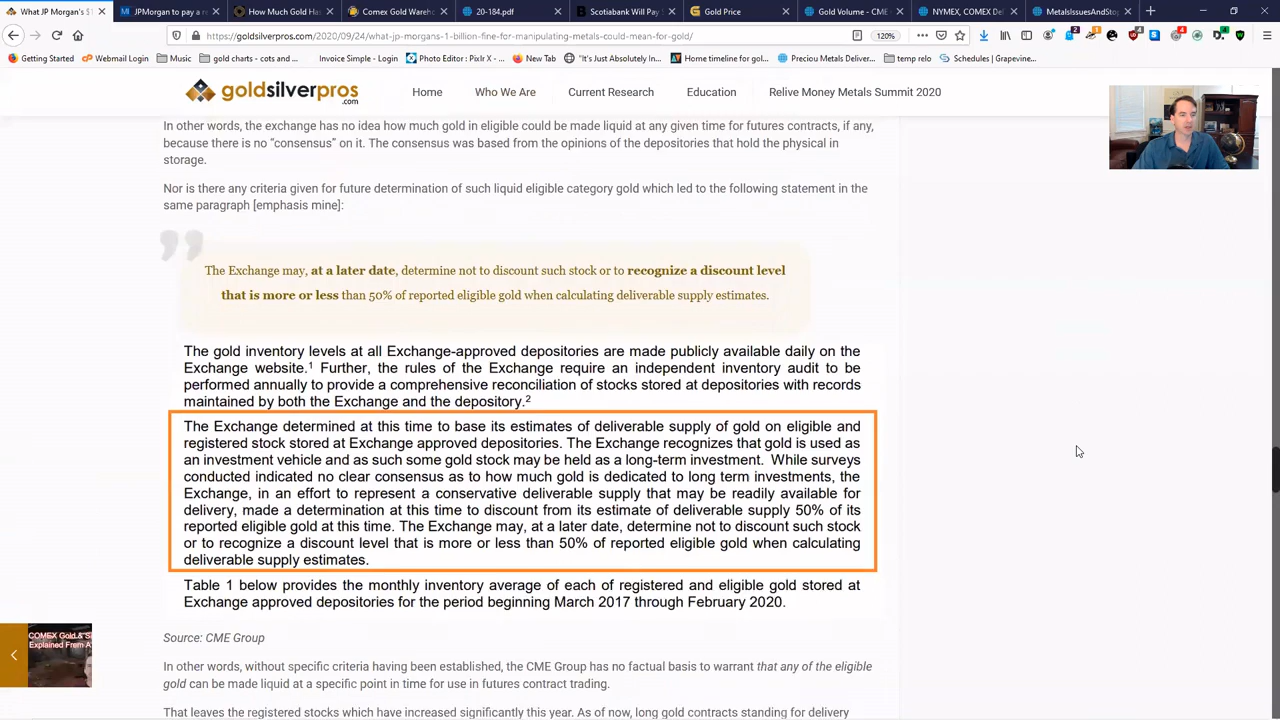 What JP Morgan's $
JPMorgan to pay a r
How Much Gold Ha
Comex Gold Wareh
20-184.pdf
Scotiabank Will Pay
Gold Price
Gold Volume - CME
NYMEX, COMEX De
MetalsIssuesAndSto
https://goldsilverpros.com/2020/09/24/what-jp-morgans-1-billion-fine-for-manipulating-metals-could-mean-for-gold/
120%
Getting Started
Webmail Login
Music
gold charts - cots and ...
Invoice Simple - Login
Photo Editor : Pixlr X - ...
New Tab
"It's Just Absolutely In...
Home timeline for gol...
Preciou Metals Deliver...
temp relo
Schedules | Grapevine...
goldsilverpros
.com
Home
Who We Are
Current Research
Education
Relive Money Metals Summit 2020
In other words, the exchange has no idea how much gold in eligible could be made liquid at any given time for futures contracts, if any,
because there is no “consensus” on it. The consensus was based from the opinions of the depositories that hold the physical in
storage.
Nor is there any criteria given for future determination of such liquid eligible category gold which led to the following statement in the
same paragraph [emphasis mine]:
The Exchange may, at a later date, determine not to discount such stock or to recognize a discount level
that is more or less than 50% of reported eligible gold when calculating deliverable supply estimates.
The gold inventory levels at all Exchange-approved depositories are made publicly available daily on the
Exchange website.1 Further, the rules of the Exchange require an independent inventory audit to be
performed annually to provide a comprehensive reconciliation of stocks stored at depositories with records
maintained by both the Exchange and the depository.2
The Exchange determined at this time to base its estimates of deliverable supply of gold on eligible and
registered stock stored at Exchange approved depositories. The Exchange recognizes that gold is used as
an investment vehicle and as such some gold stock may be held as a long-term investment. While surveys
conducted indicated no clear consensus as to how much gold is dedicated to long term investments, the
Exchange, in an effort to represent a conservative deliverable supply that may be readily available for
delivery, made a determination at this time to discount from its estimate of deliverable supply 50% of its
reported eligible gold at this time. The Exchange may, at a later date, determine not to discount such stock
or to recognize a discount level that is more or less than 50% of reported eligible gold when calculating
deliverable supply estimates.
Table 1 below provides the monthly inventory average of each of registered and eligible gold stored at
Exchange approved depositories for the period beginning March 2017 through February 2020.
COMEX Gold & Si
Explained From A
Source: CME Group
In other words, without specific criteria having been established, the CME Group has no factual basis to warrant that any of the eligible
gold can be made liquid at a specific point in time for use in futures contract trading.
That leaves the registered stocks which have increased significantly this year. As of now, long gold contracts standing for delivery